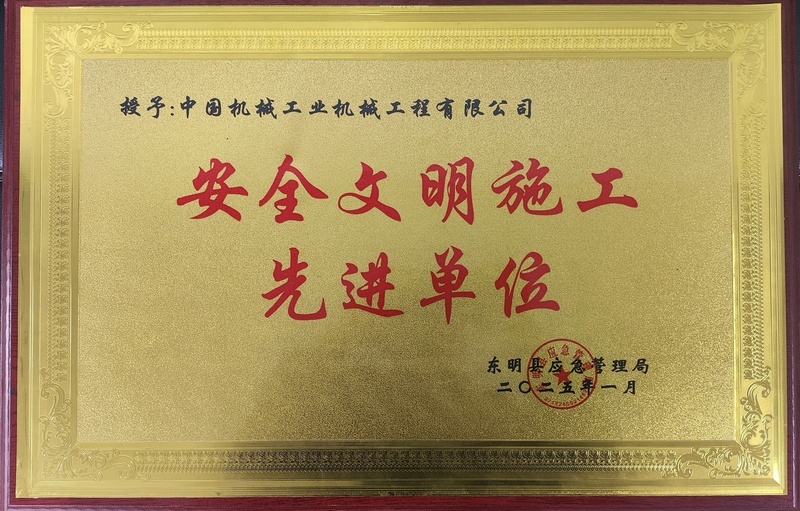 授予:中国机械工业机械工程有限公司
安全文明施工
先进单位
东明县应急管理局
二〇二五年一月